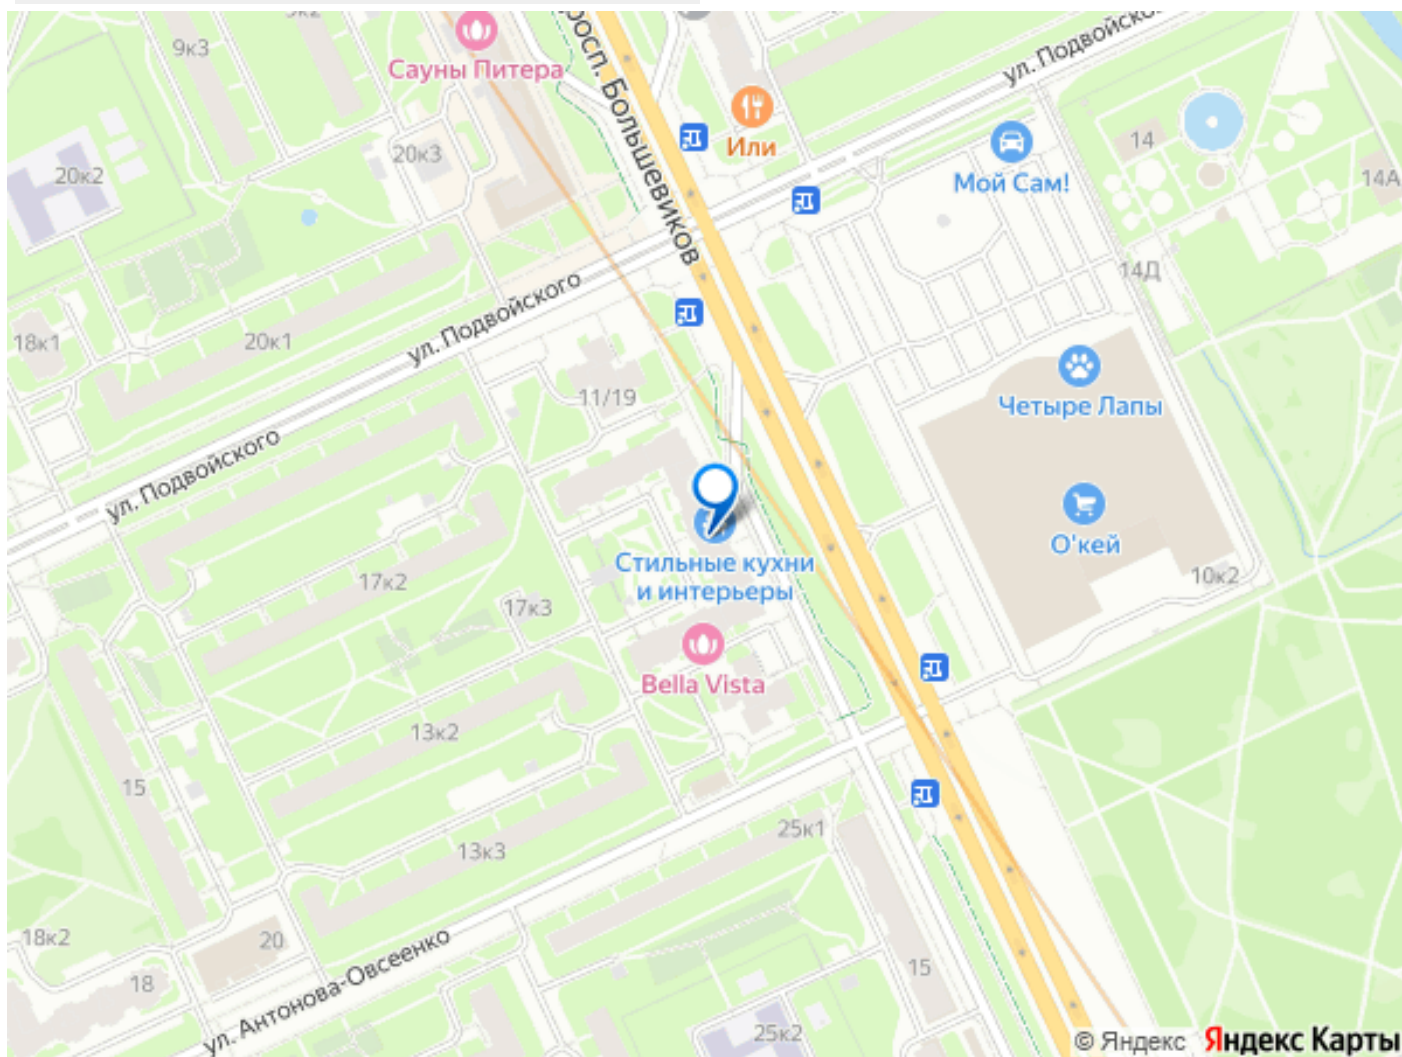 9к3
Сауны Питера
просп. Большевиков
ул. Подвойско
Или
Мой Сам!
14
14А
20к3
20к2
14Д
ул. Подвойского
18к1
20к1
11/19
Четыре Лапы
ул. Подвойского
О'кей
Стильные кухни
и интерьеры
17к2
17к3
10к2
Bella Vista
13к2
15
25к1
13к3
18к2
20
ул. Антонова-Овсеенко
18
15
25к2
© Яндекс Яндекс Карты